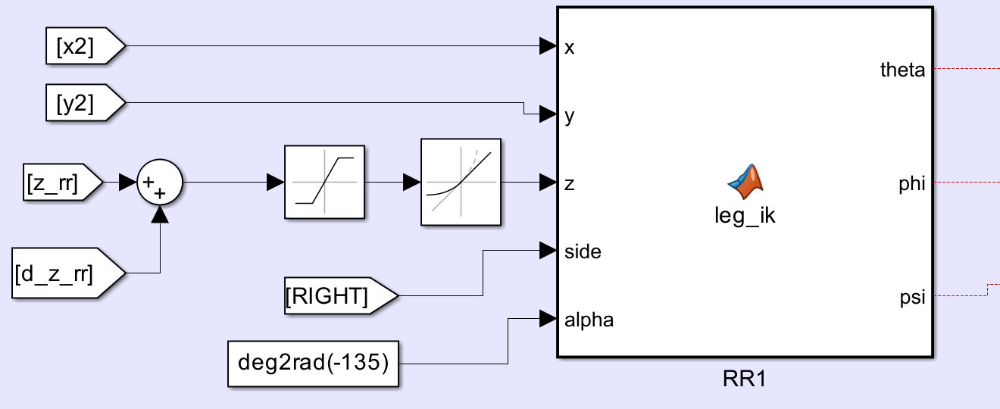 [x2]
x
theta
[y2]
y
[z_rr]
++
z
phi
leg_ik
[d_z_rr]
side
[RIGHT]
psi
alpha
deg2rad(-135)
RR1